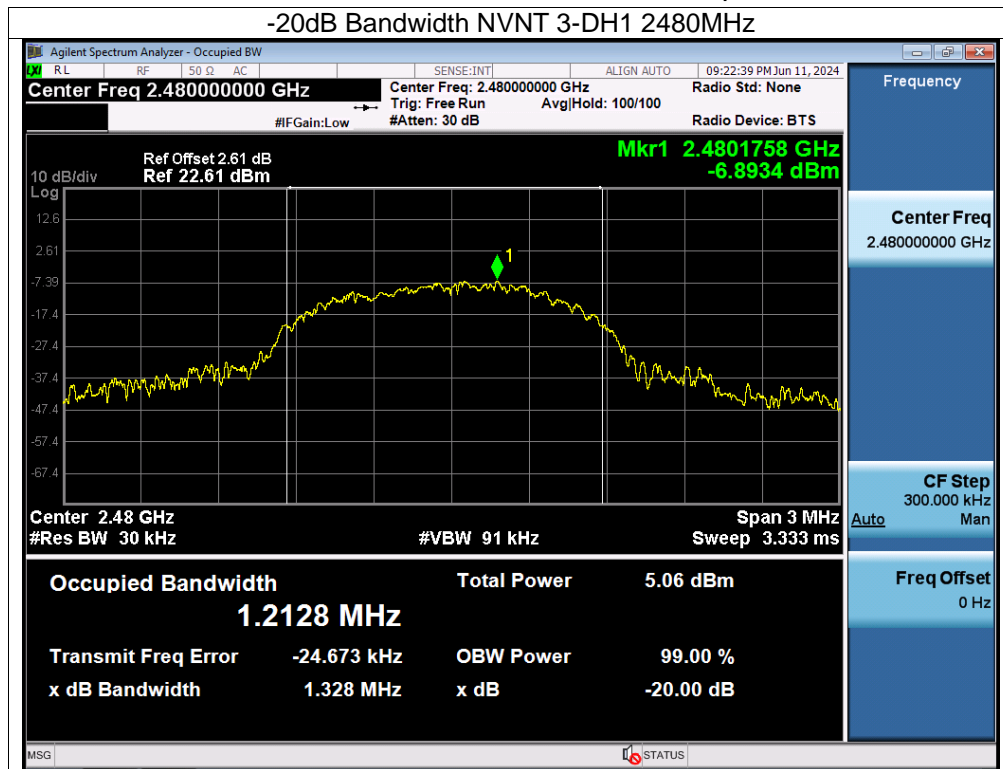 -20dB Bandwidth NVNT 3-DH1 2480MHz
Agilent Spectrum Analyzer - Occupied BW
LXI RL RF 50 Ω AC SENSE:INT ALIGN AUTO 09:22:39 PM Jun 11, 2024
Center Freq 2.480000000 GHz
Center Freq: 2.480000000 GHz Radio Std: None
Trig: Free Run Avg|Hold: 100/100
#IFGain:Low #Atten: 30 dB Radio Device: BTS
Frequency
Mkr1 2.4801758 GHz
-6.8934 dBm
Ref Offset 2.61 dB
10 dB/div Ref 22.61 dBm
Log
12.6
2.61
1
-7.39
-17.4
-27.4
-37.4
-47.4
-57.4
-67.4
Center 2.48 GHz Span 3 MHz
#Res BW 30 kHz #VBW 91 kHz Sweep 3.333 ms
Occupied Bandwidth Total Power 5.06 dBm
1.2128 MHz
Transmit Freq Error -24.673 kHz OBW Power 99.00 %
x dB Bandwidth 1.328 MHz x dB -20.00 dB
Center Freq
2.480000000 GHz
CF Step
300.000 kHz
Auto Man
Freq Offset
0 Hz
MSG STATUS